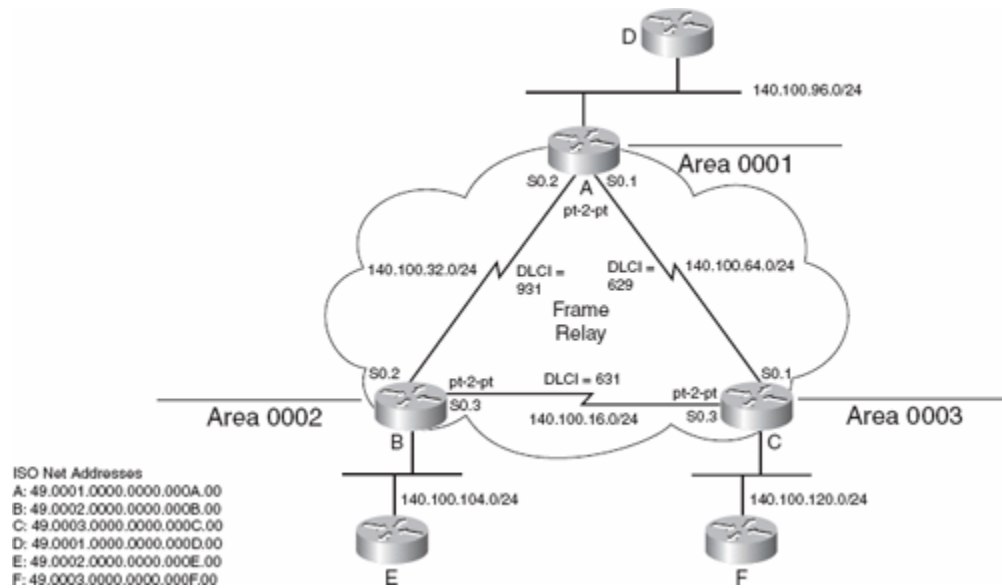 D
140.100.96.0/24
Area 0001
S0.2
S0.1
A
pt-2-pt
140.100.32.0/24
DLCI =
931
DLCI =
629
140.100.64.0/24
Frame
Relay
S0.2
S0.1
pt-2-pt
DLCI = 631
pt-2-pt
Area 0002
S0.3
140.100.16.0/24
S0.3
Area 0003
B
C
ISO Net Addresses
A: 49.0001.0000.0000.000A.00
B: 49.0002.0000.0000.000B.00
C: 49.0003.0000.0000.000C.00
D: 49.0001.0000.0000.000D.00
E: 49.0002.0000.0000.000E.00
F: 49.0003.0000.0000.000F.00
140.100.104.0/24
140.100.120.0/24
E
F